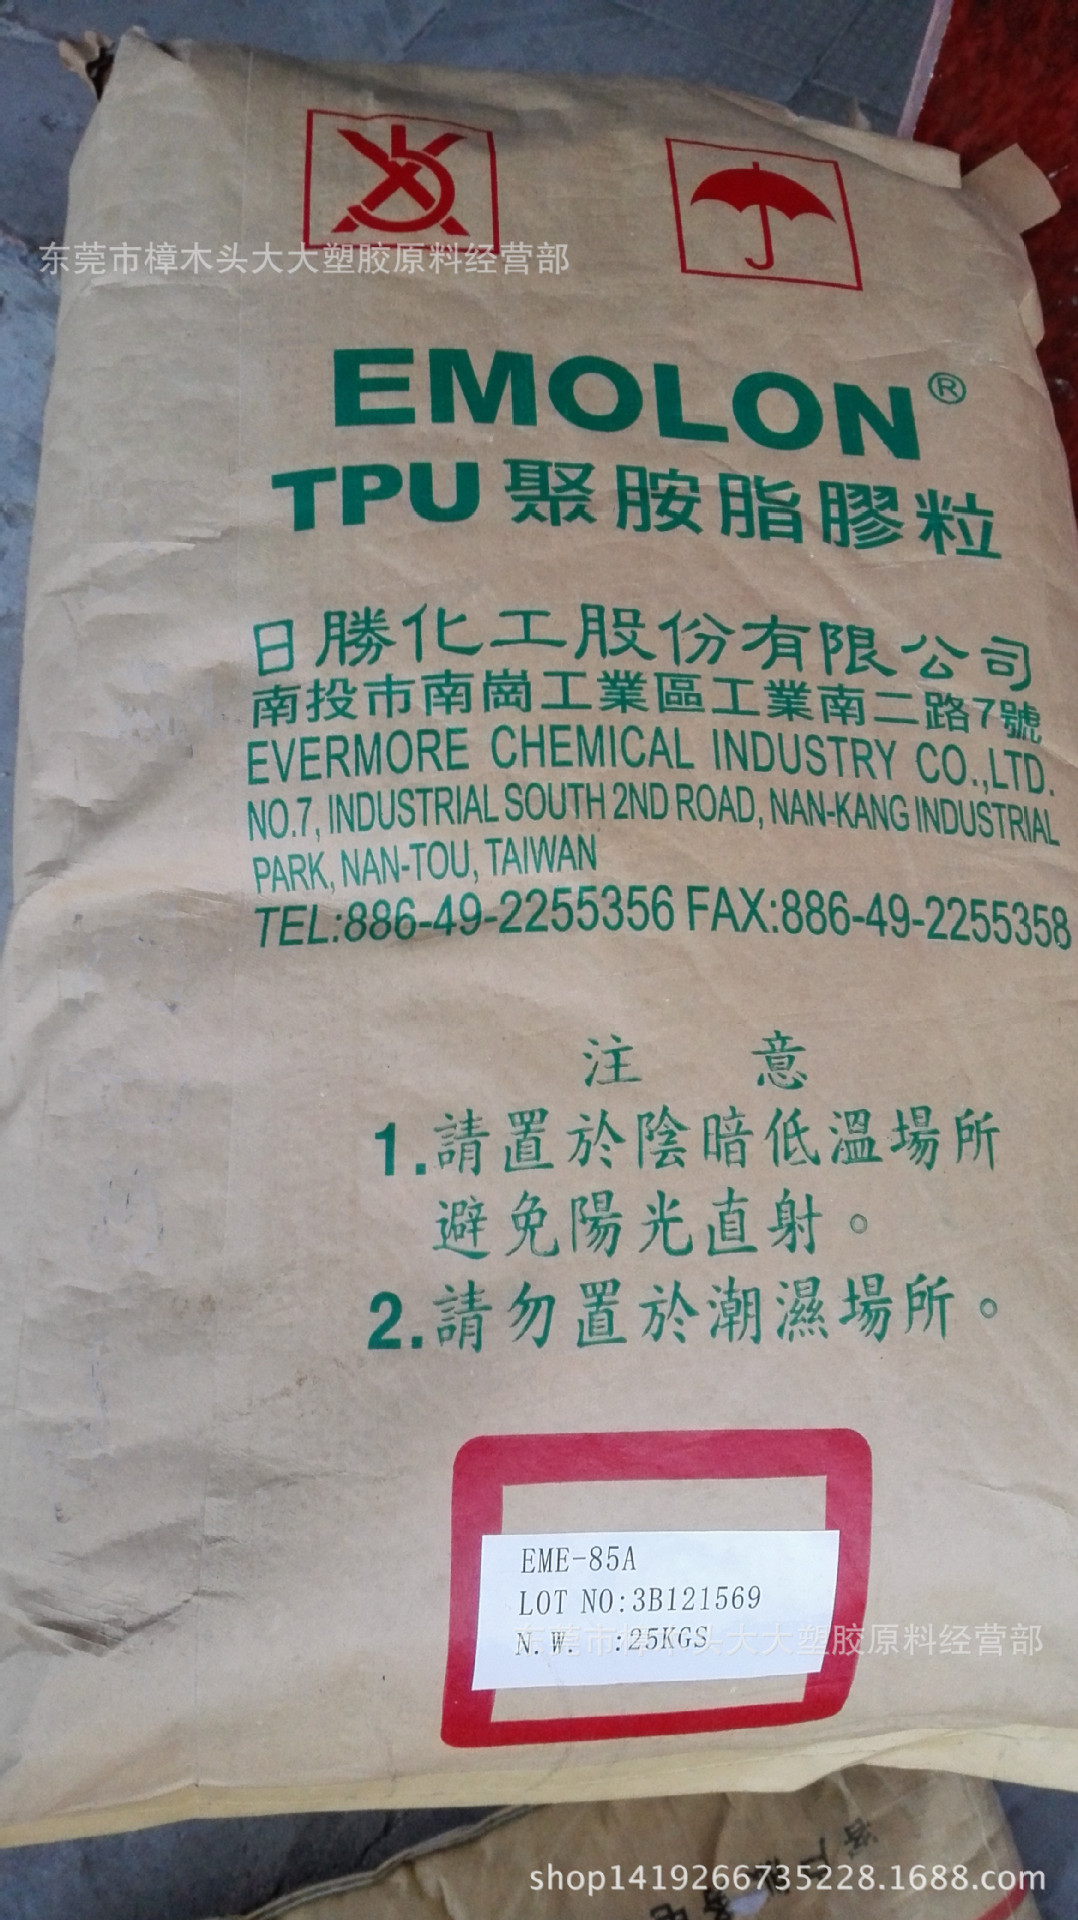 东莞市樟木头大大塑胶原料经营部
EMOLON®
TPU 聚胺脂膠粒
日勝化工股份有限公司
南投市南崗工業區工業南二路7號
EVERMORE CHEMICAL INDUSTRY CO.,LTD.
NO.7, INDUSTRIAL SOUTH 2ND ROAD, NAN-KANG INDUSTRIAL
PARK, NAN-TOU, TAIWAN
TEL:886-49-2255356 FAX:886-49-2255358
注 意
1.請置於陰暗低溫場所
避免陽光直射。
2.請勿置於潮濕場所。
EME-85A
LOT NO:3B121569
N.W. :25KGS
东莞市樟木头大大塑胶原料经营部
shop1419266735228.1688.com